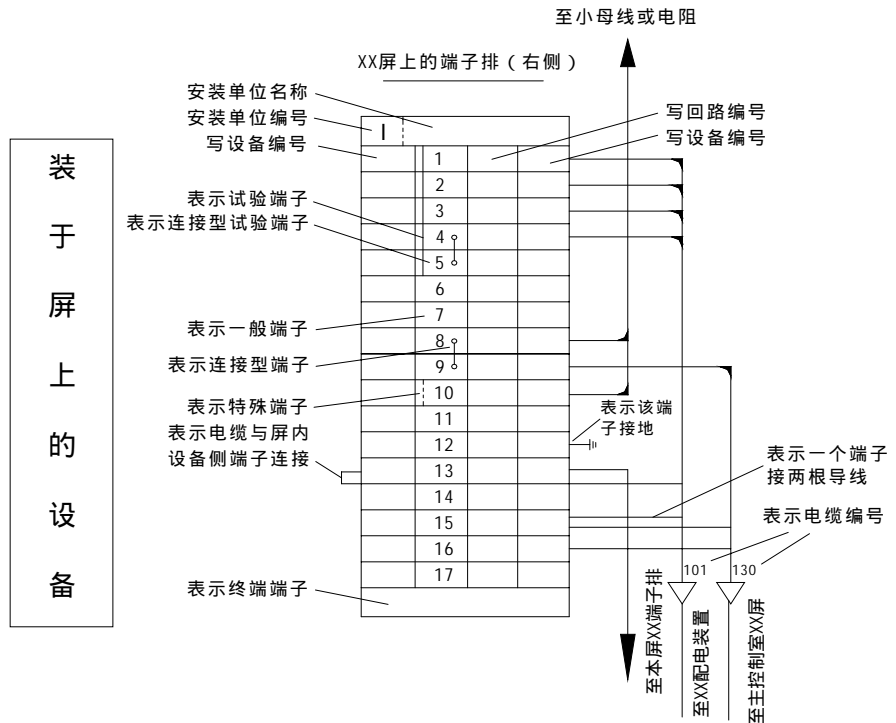 至小母线或电阻
XX屏上的端子排（右侧）
安装单位名称
安装单位编号
写设备编号
I
写回路编号
写设备编号
装
于
屏
上
的
设
备
1
2
3
4
5
6
7
8
9
10
11
12
13
14
15
16
17
表示试验端子
表示连接型试验端子
表示一般端子
表示连接型端子
表示特殊端子
表示电缆与屏内
设备侧端子连接
表示终端端子
表示该端
子接地
表示一个端子
接两根导线
表示电缆编号
101
130
至本屏XX端子排
至XX配电装置
至主控制室XX屏